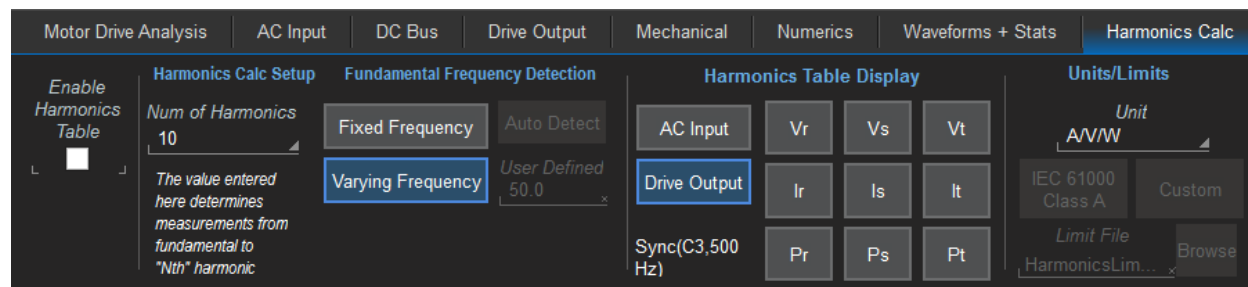 Motor Drive Analysis
AC Input
DC Bus
Drive Output
Mechanical
Numerics
Waveforms + Stats
Harmonics Calc
Enable
Harmonics
Table
Harmonics Calc Setup
Num of Harmonics
10
The value entered
here determines
measurements from
fundamental to
"Nth" harmonic
Fundamental Frequency Detection
Fixed Frequency
Auto Detect
Varying Frequency
User Defined
50.0
Harmonics Table Display
AC Input
Vr
Vs
Vt
Drive Output
Ir
Is
It
Sync(C3,500
Hz)
Pr
Ps
Pt
Units/Limits
Unit
A/V/W
IEC 61000
Class A
Custom
Limit File
HarmonicsLim...
Browse